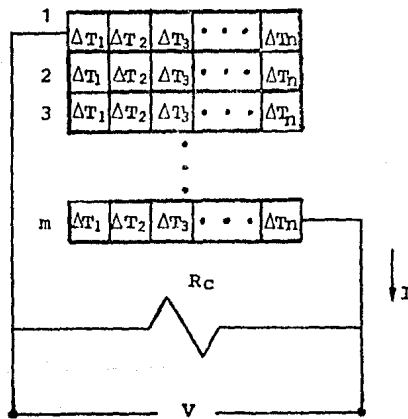 1
ΔT1 ΔT2 ΔT3 • • • ΔTn
2 ΔT1 ΔT2 ΔT3 • • • ΔTn
3 ΔT1 ΔT2 ΔT3 • • • ΔTn
m ΔT1 ΔT2 ΔT3 • • • ΔTn
Rc
I
V